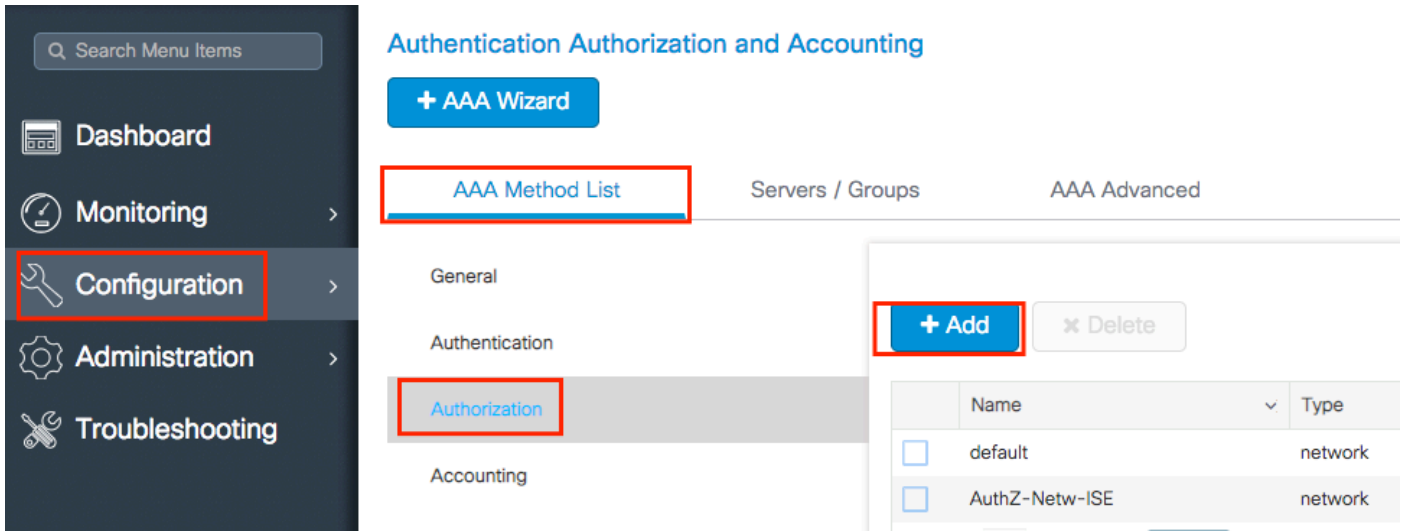 Search Menu Items
Dashboard
Monitoring
Configuration
Administration
Troubleshooting
Authentication Authorization and Accounting
+ AAA Wizard
AAA Method List
Servers / Groups
AAA Advanced
General
Authentication
Authorization
Accounting
+ Add
× Delete
Name Type
default network
AuthZ-Netw-ISE network